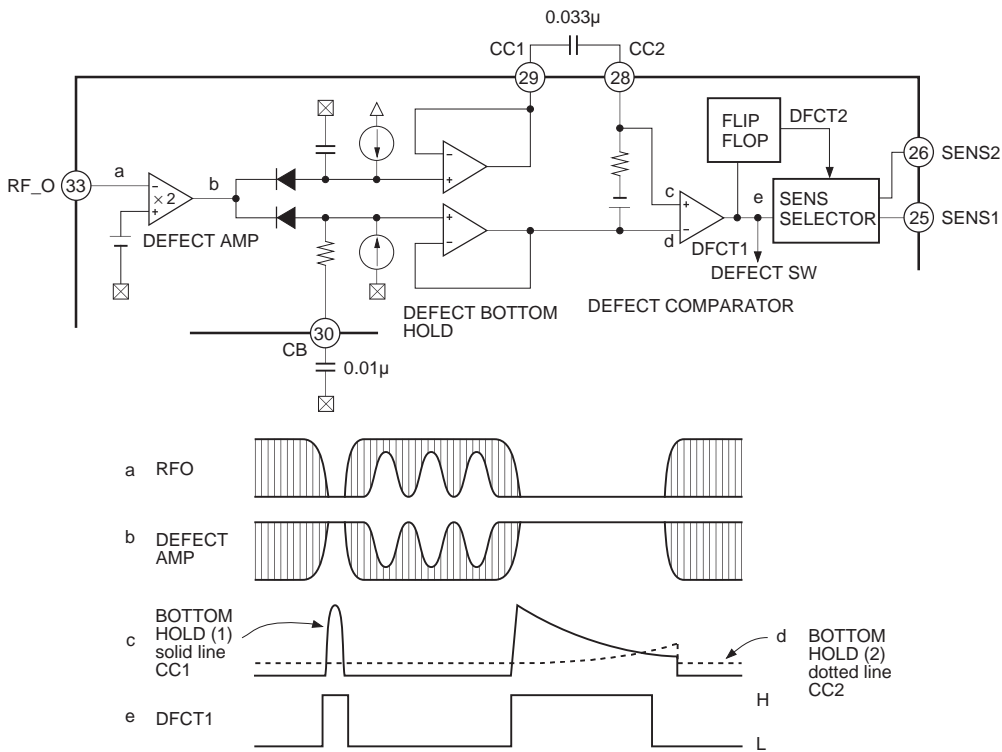 0.033µ
CC1
CC2
29
28
FLIP
FLOP
DFCT2
26
SENS2
RF_O
33
a
b
–
× 2
+
DEFECT AMP
–
+
+
–
c
+
d
–
e
SENS
SELECTOR
25
SENS1
DFCT1
DEFECT SW
DEFECT BOTTOM
HOLD
DEFECT COMPARATOR
30
CB
0.01µ
a RFO
b DEFECT
AMP
c
BOTTOM
HOLD (1)
solid line
CC1
d
BOTTOM
HOLD (2)
dotted line
CC2
e DFCT1
H
L